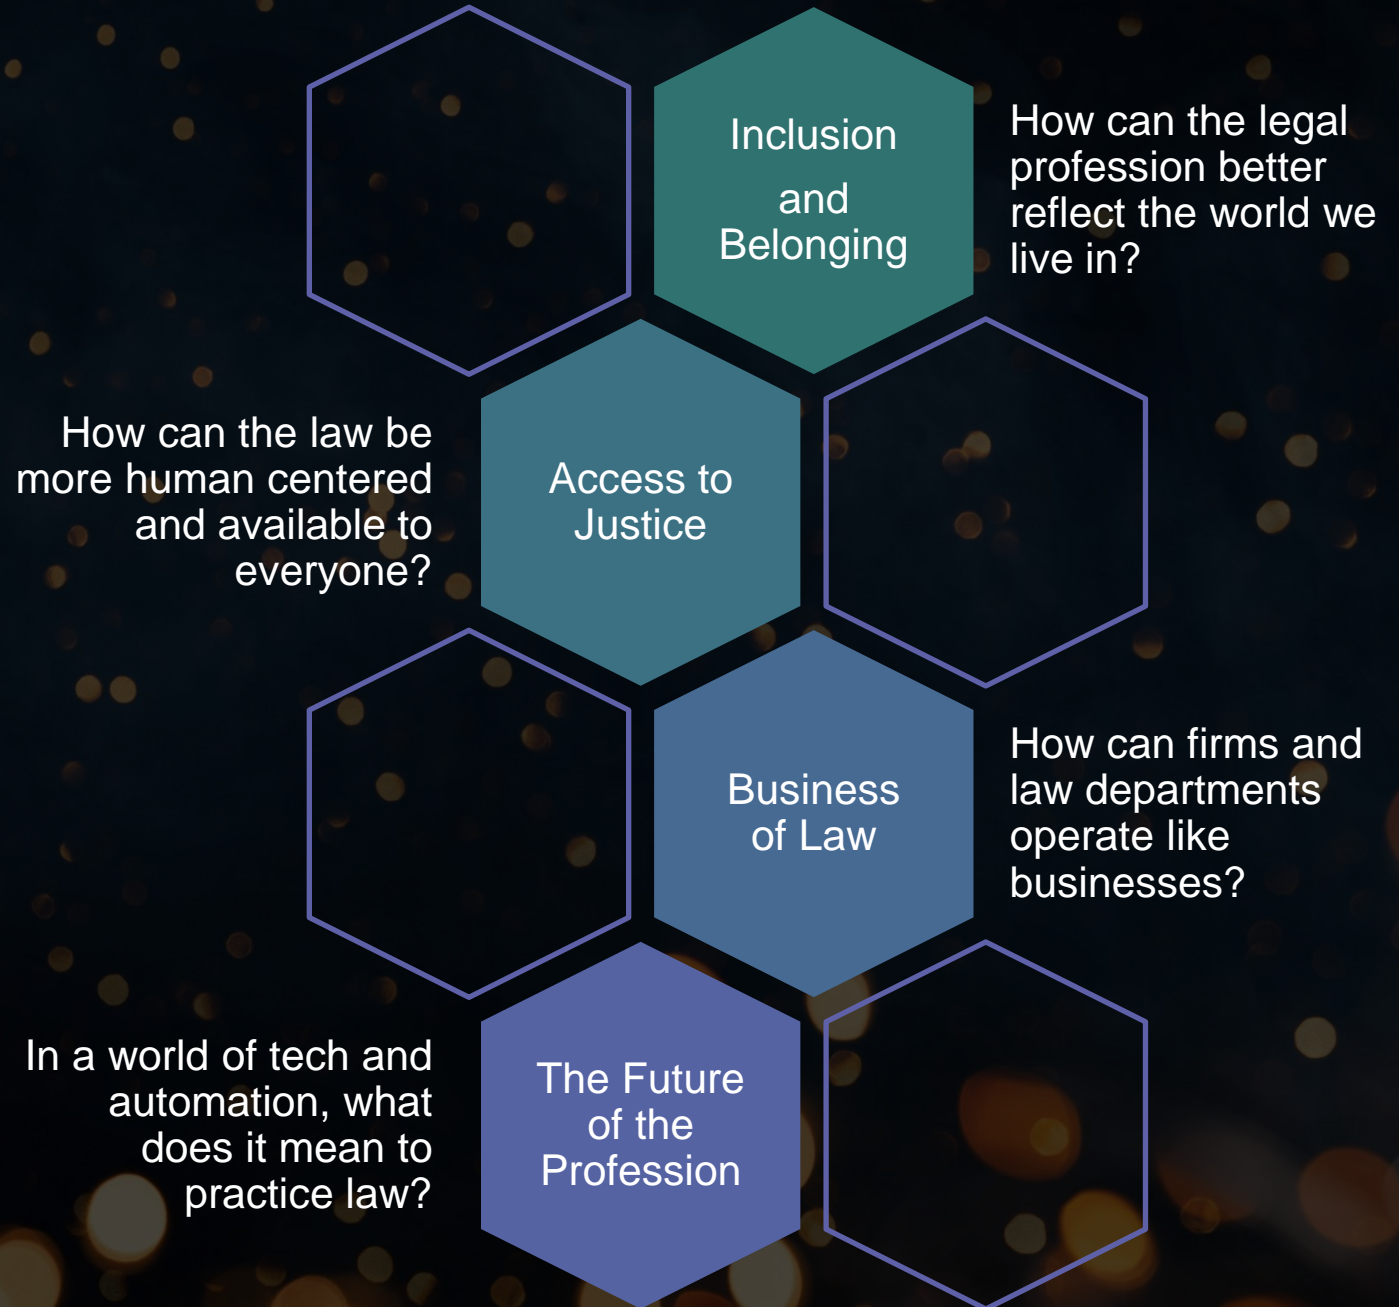 Inclusion
and
Belonging
How can the legal
profession better
reflect the world we
live in?
How can the law be
more human centered
and available to
everyone?
Access to
Justice
Business
of Law
How can firms and
law departments
operate like
businesses?
In a world of tech and
automation, what
does it mean to
practice law?
The Future
of the
Profession